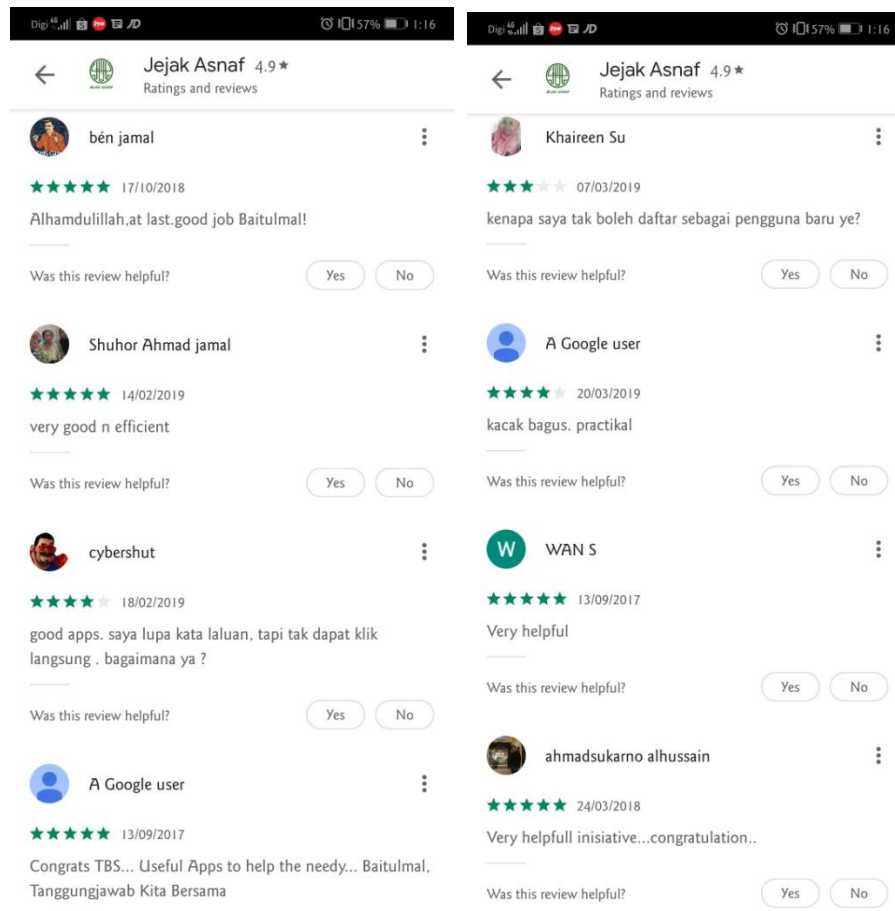 Digi 46 JD 57% 1:16
Jejak Asnaf 4.9★
Ratings and reviews
bén jamal
★★★★★ 17/10/2018
Alhamdulillah,at last.good job Baitulmal!
Was this review helpful? Yes No
Shuhor Ahmad jamal
★★★★★ 14/02/2019
very good n efficient
Was this review helpful? Yes No
cybershut
★★★★★ 18/02/2019
good apps. saya lupa kata laluan, tapi tak dapat klik
langsung . bagaimana ya ?
Was this review helpful? Yes No
A Google user
★★★★★ 13/09/2017
Congrats TBS... Useful Apps to help the needy... Baitulmal,
Tanggungjawab Kita Bersama
Digi 46 JD 57% 1:16
Jejak Asnaf 4.9★
Ratings and reviews
Khaireen Su
★★★★★ 07/03/2019
kenapa saya tak boleh daftar sebagai pengguna baru ye?
Was this review helpful? Yes No
A Google user
★★★★★ 20/03/2019
kacak bagus. praktikal
Was this review helpful? Yes No
W WAN S
★★★★★ 13/09/2017
Very helpful
Was this review helpful? Yes No
ahmadsukarno alhussain
★★★★★ 24/03/2018
Very helpfull inisiative...congratulation..
Was this review helpful? Yes No